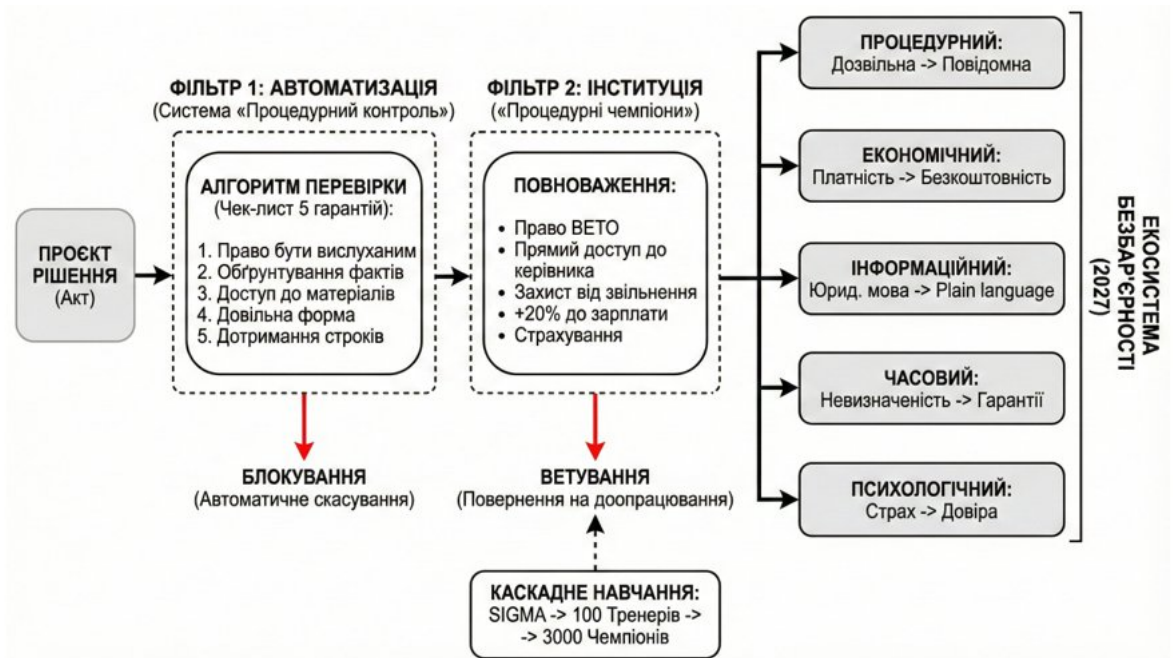 ПРОЄКТ
РІШЕННЯ
(Акт)
ФІЛЬТР 1: АВТОМАТИЗАЦІЯ
(Система «Процедурний контроль»)
АЛГОРИТМ ПЕРЕВІРКИ
(Чек-лист 5 гарантій):
1. Право бути вислуханим
2. Обґрунтування фактів
3. Доступ до матеріалів
4. Довільна форма
5. Дотримання строків
БЛОКУВАННЯ
(Автоматичне скасування)
ФІЛЬТР 2: ІНСТИТУЦІЯ
(«Процедурні чемпіони»)
ПОВНОВАЖЕННЯ:
• Право ВЕТО
• Прямий доступ до
керівника
• Захист від звільнення
• +20% до зарплати
• Страхування
ВЕТУВАННЯ
(Повернення на доопрацювання)
КАСКАДНЕ НАВЧАННЯ:
SIGMA -> 100 Тренерів ->
-> 3000 Чемпіонів
ПРОЦЕДУРНИЙ:
Дозвільна -> Повідомна
ЕКОНОМІЧНИЙ:
Платність -> Безкоштовність
ІНФОРМАЦІЙНИЙ:
Юрид. мова -> Plain language
ЧАСОВИЙ:
Невизначеність -> Гарантії
ПСИХОЛОГІЧНИЙ:
Страх -> Довіра
ЕКОСИСТЕМА
БЕЗБАР'ЄРНОСТІ
(2027)